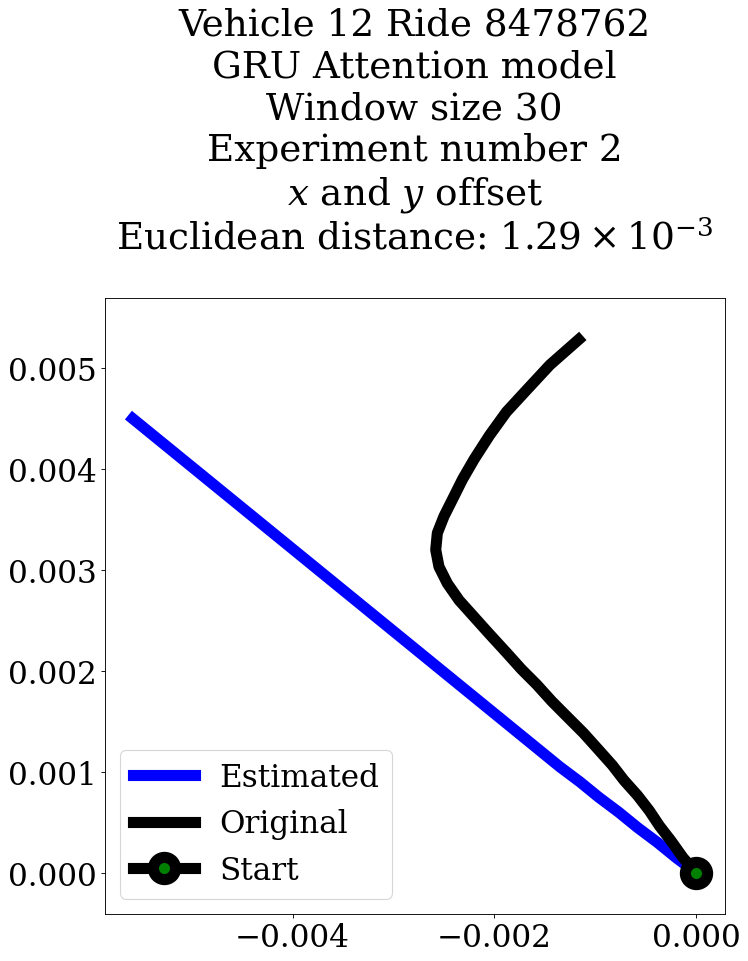 Vehicle 12 Ride 8478762
GRU Attention model
Window size 30
Experiment number 2
x and y offset
Euclidean distance: 1.29 × 10⁻³
0.005
0.004
0.003
0.002
0.001
0.000
Estimated
Original
Start
−0.004
−0.002
0.000